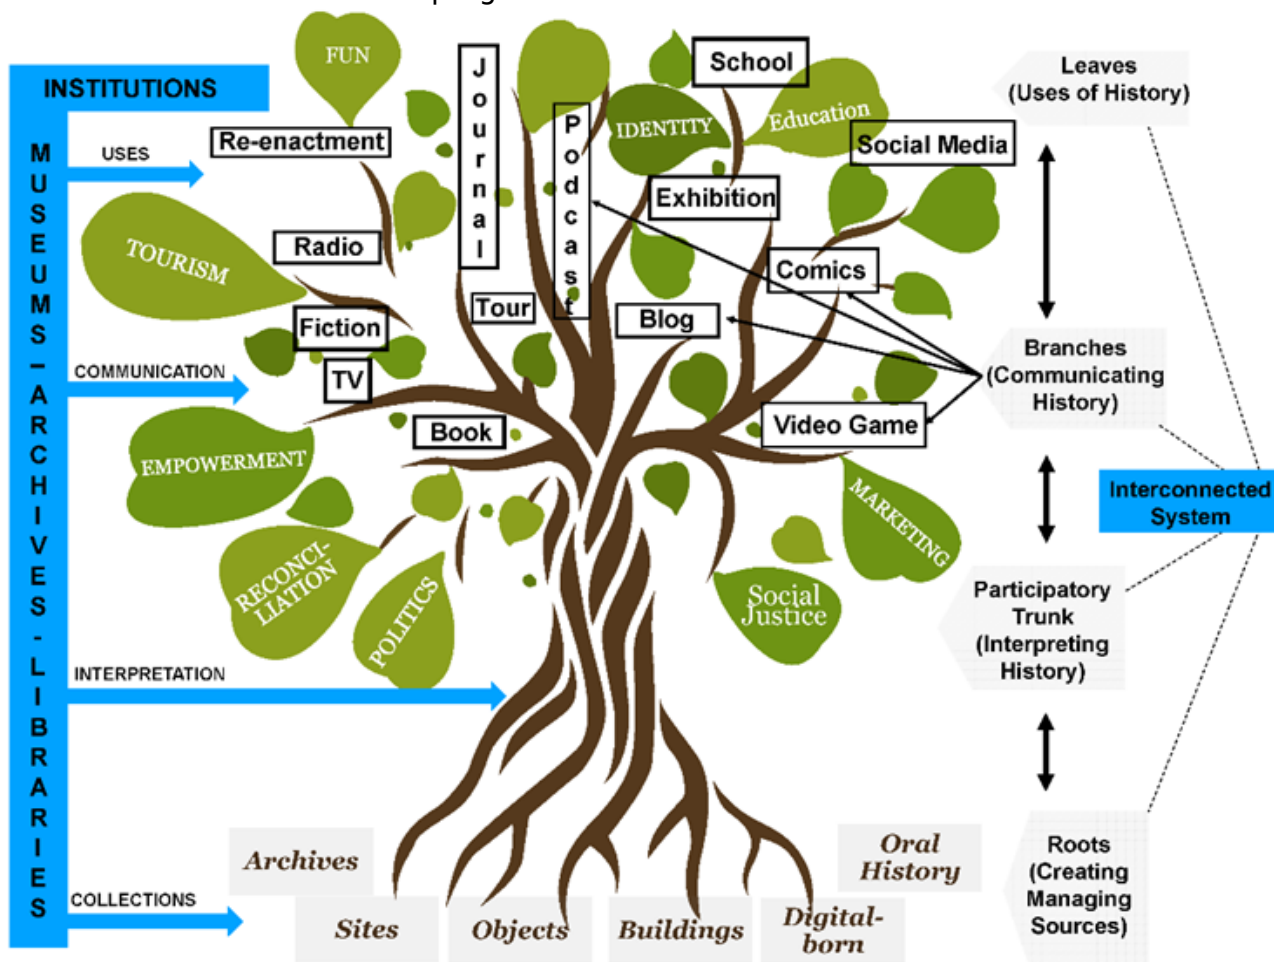 INSTITUTIONS
MUSEUMS – ARCHIVES - LIBRARIES
USES
COMMUNICATION
INTERPRETATION
COLLECTIONS
FUN
Re-enactment
TOURISM
Radio
Fiction
TV
Book
Journal
Tour
Podcast
IDENTITY
School
Education
Social Media
Exhibition
Comics
Blog
Video Game
EMPOWERMENT
RECONCI-
LIATION
POLITICS
MARKETING
Social
Justice
Archives
Sites
Objects
Buildings
Digital-
born
Oral
History
Leaves
(Uses of History)
Branches
(Communicating
History)
Interconnected
System
Participatory
Trunk
(Interpreting
History)
Roots
(Creating
Managing
Sources)